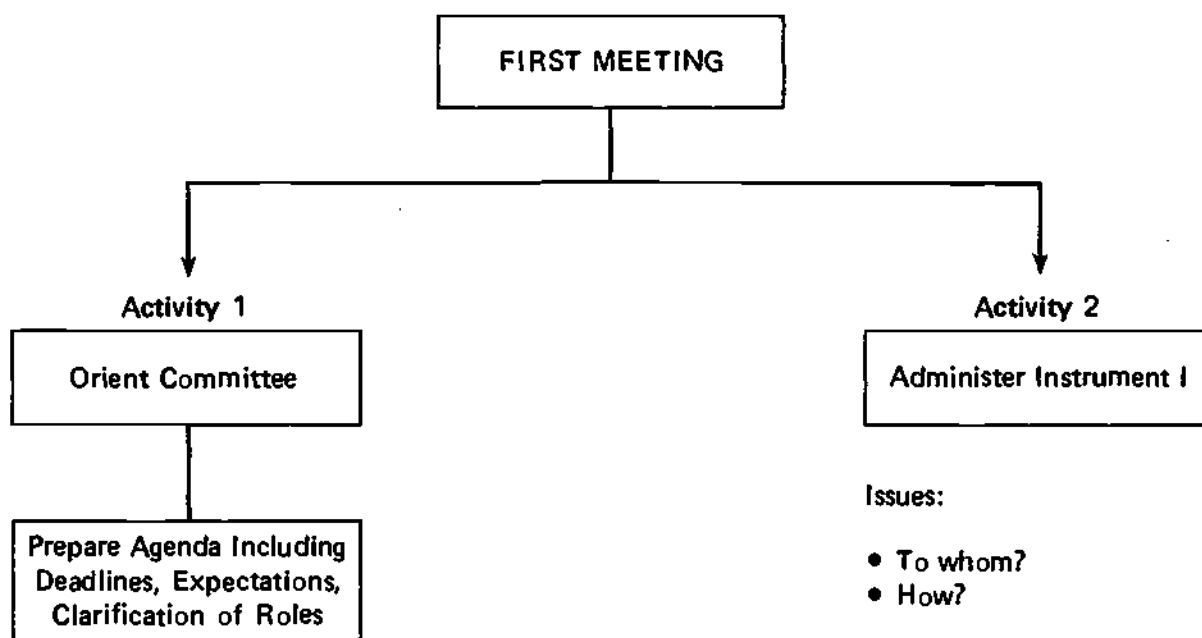 FIRST MEETING
Activity 1
Orient Committee
Prepare Agenda Including
Deadlines, Expectations,
Clarification of Roles
Activity 2
Administer Instrument I
Issues:
• To whom?
• How?